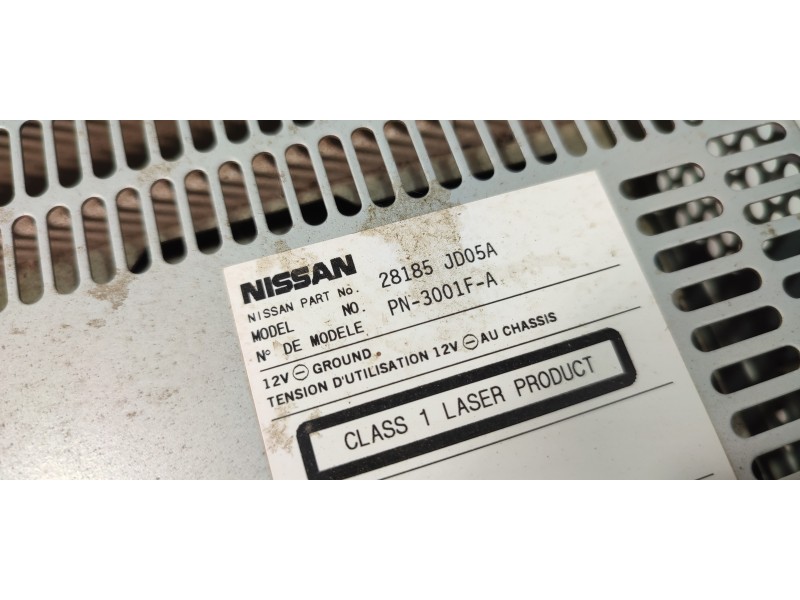 NISSAN
NISSAN PART No. 28185 JD05A
MODEL NO. PN-3001F-A
N° DE MODELE
12V ⊖ GROUND
TENSION D'UTILISATION 12V ⊖ AU CHASSIS
CLASS 1 LASER PRODUCT